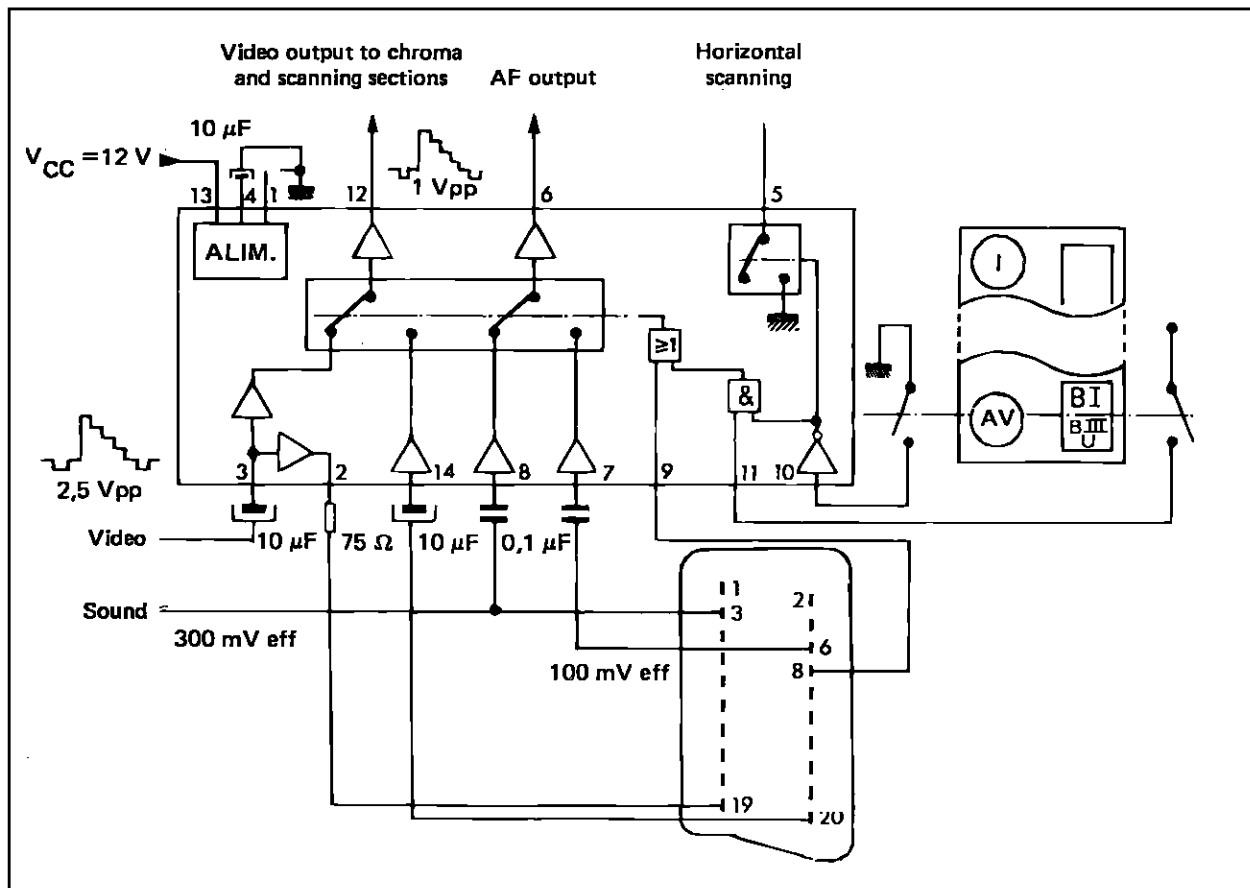 Video output to chroma
and scanning sections
AF output
Horizontal
scanning
10 µF
VCC = 12 V
1 Vpp
13
4
1
12
6
5
ALIM.
I
≥1
&
AV
BI
BIII
U
2,5 Vpp
3
2
14
8
7
9
11
10
Video
10 µF
75 Ω
10 µF
0,1 µF
1
2
Sound
3
300 mV eff
6
100 mV eff
8
19
20